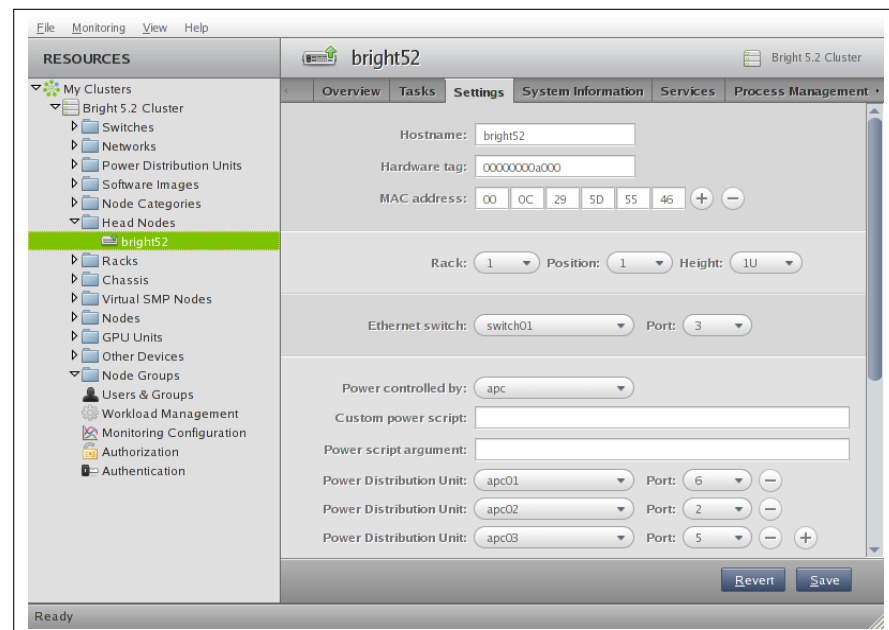 File Monitoring View Help
RESOURCES
My Clusters
Bright 5.2 Cluster
Switches
Networks
Power Distribution Units
Software Images
Node Categories
Head Nodes
bright52
Racks
Chassis
Virtual SMP Nodes
Nodes
GPU Units
Other Devices
Node Groups
Users & Groups
Workload Management
Monitoring Configuration
Authorization
Authentication
bright52 Bright 5.2 Cluster
Overview Tasks Settings System Information Services Process Management
Hostname: bright52
Hardware tag: 00000000a000
MAC address: 00 0C 29 5D 55 46 + −
Rack: 1 Position: 1 Height: 1U
Ethernet switch: switch01 Port: 3
Power controlled by: apc
Custom power script:
Power script argument:
Power Distribution Unit: apc01 Port: 6 −
Power Distribution Unit: apc02 Port: 2 −
Power Distribution Unit: apc03 Port: 5 − +
Revert Save
Ready